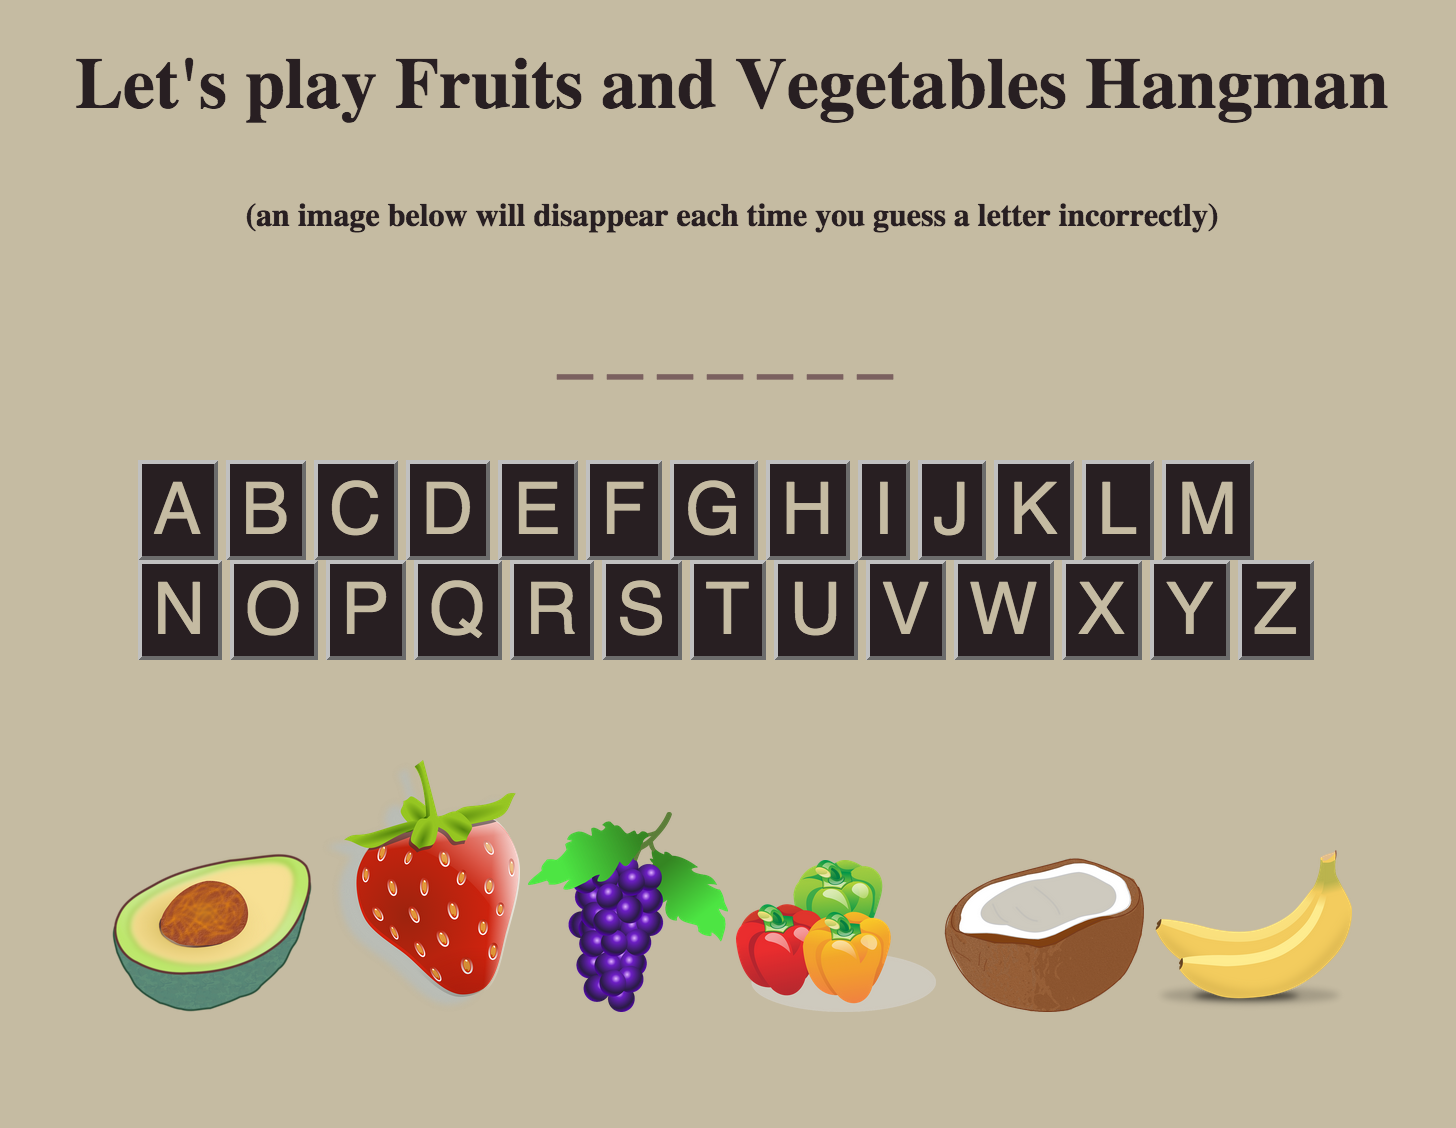 Let's play Fruits and Vegetables Hangman
(an image below will disappear each time you guess a letter incorrectly)
_ _ _ _ _ _ _
A B C D E F G H I J K L M
N O P Q R S T U V W X Y Z